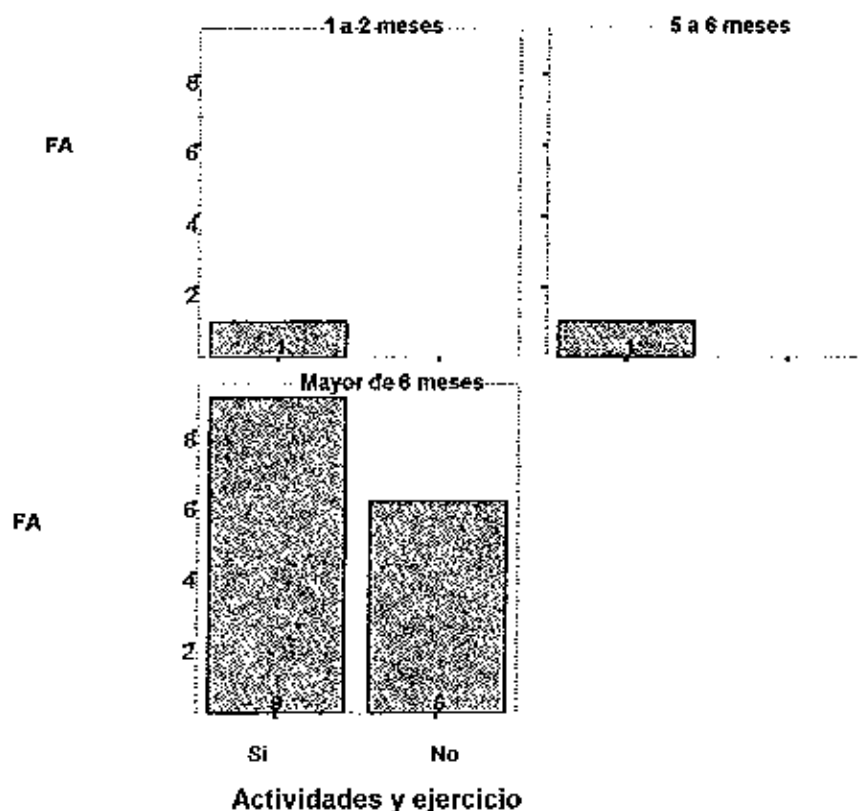 1 a 2 meses
5 a 6 meses
8
FA
6
4
2
1
1
Mayor de 6 meses
8
6
FA
4
2
9
6
Si
No
Actividades y ejercicio